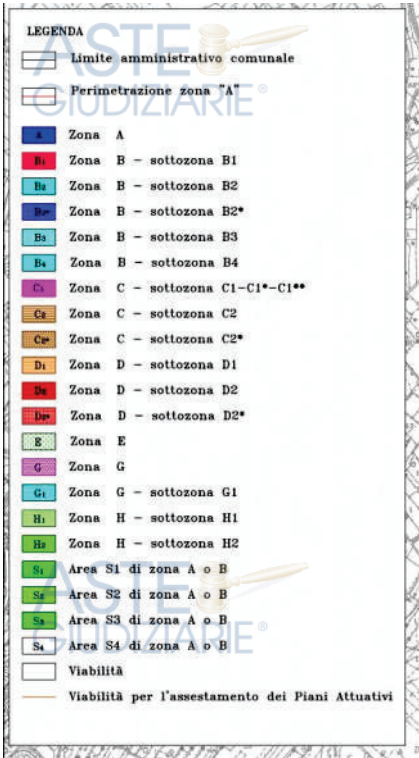 LEGENDA
Limite amministrativo comunale
Perimetrazione zona "A"
A Zona A
B1 Zona B - sottozona B1
B2 Zona B - sottozona B2
B2* Zona B - sottozona B2*
B3 Zona B - sottozona B3
B4 Zona B - sottozona B4
C1 Zona C - sottozona C1-C1*-C1**
C2 Zona C - sottozona C2
C2* Zona C - sottozona C2*
D1 Zona D - sottozona D1
D2 Zona D - sottozona D2
D2* Zona D - sottozona D2*
E Zona E
G Zona G
G1 Zona G - sottozona G1
H1 Zona H - sottozona H1
H2 Zona H - sottozona H2
S1 Area S1 di zona A o B
S2 Area S2 di zona A o B
S3 Area S3 di zona A o B
S4 Area S4 di zona A o B
Viabilità
Viabilità per l'assestamento dei Piani Attuativi
ASTE
GIUDIZIARIE®
ASTE
GIUDIZIARIE®